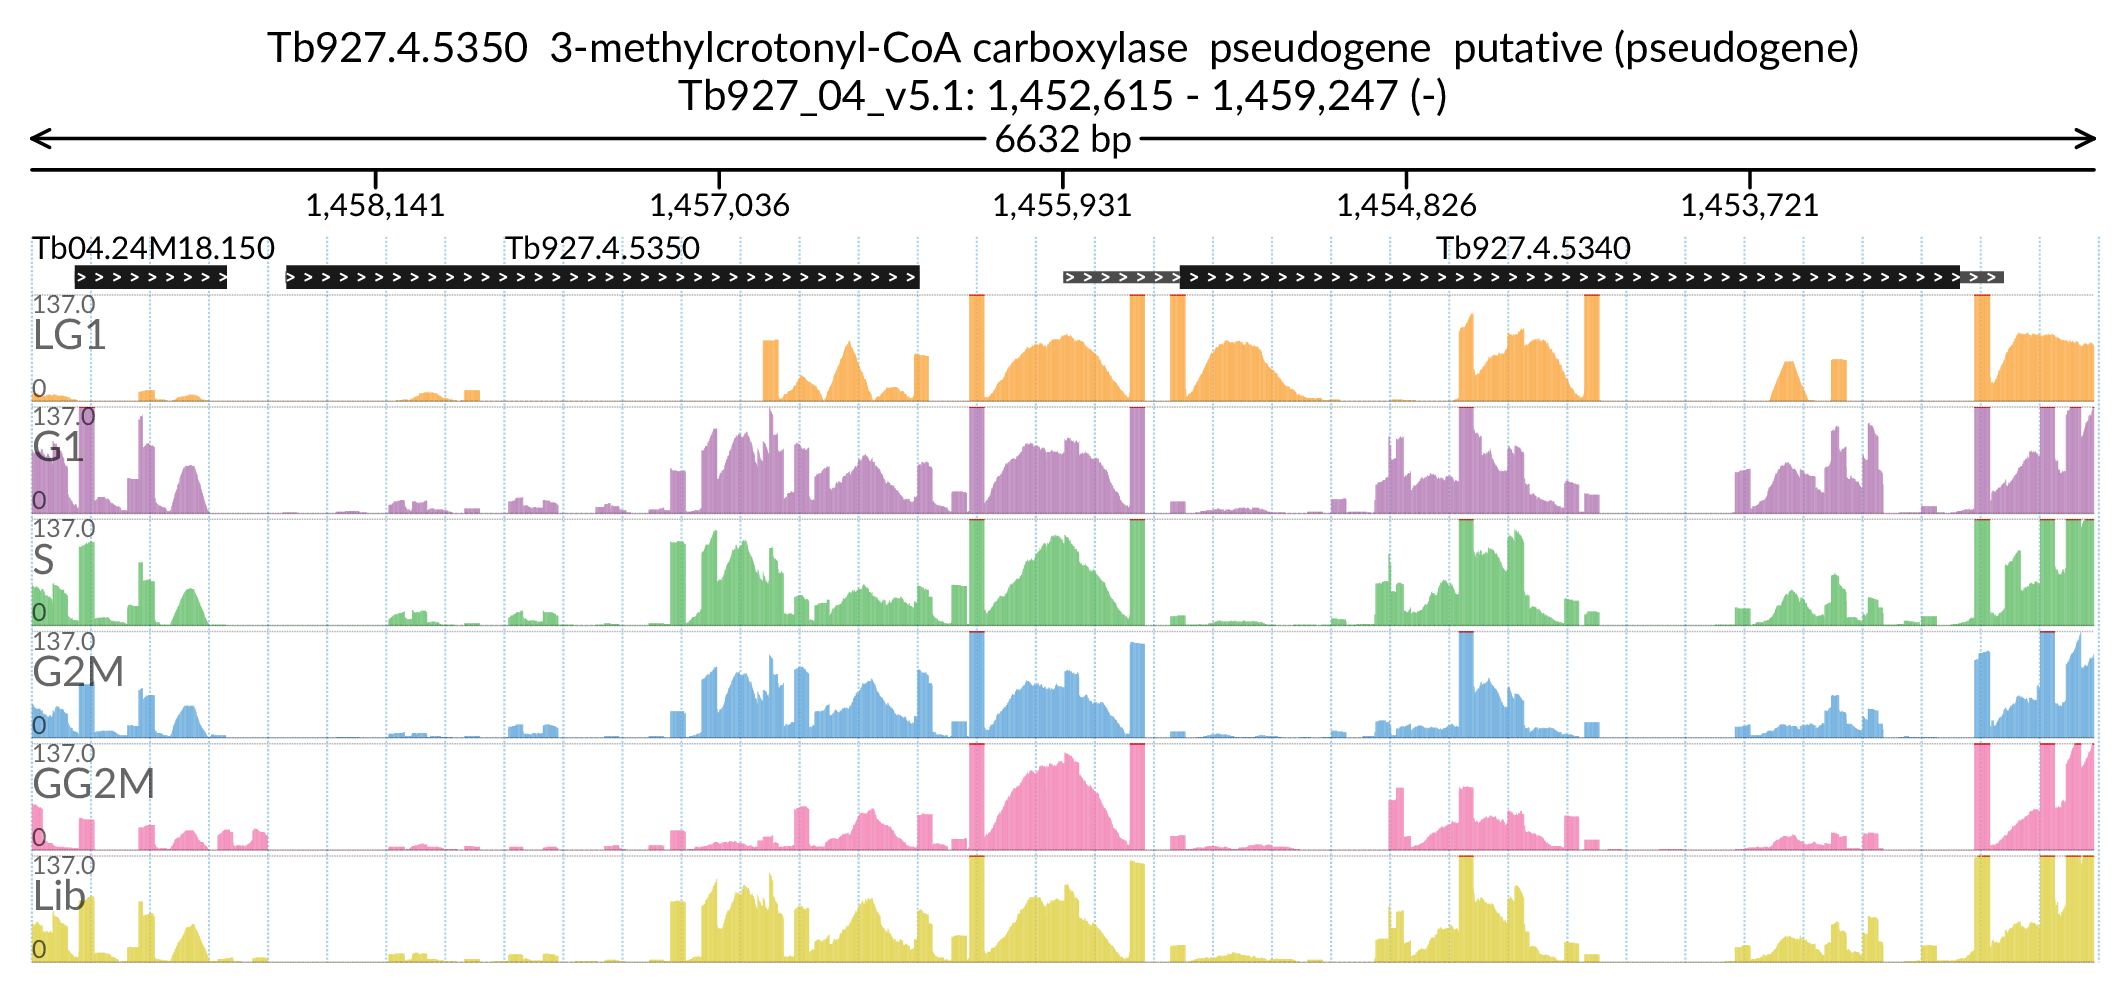 Tb927.4.5350  3-methylcrotonyl-CoA carboxylase  pseudogene  putative (pseudogene)
Tb927_04_v5.1: 1,452,615 - 1,459,247 (-)
6632 bp
1,458,141 1,457,036 1,455,931 1,454,826 1,453,721
Tb04.24M18.150 Tb927.4.5350 Tb927.4.5340
137.0
LG1
0
137.0
G1
0
137.0
S
0
137.0
G2M
0
137.0
GG2M
0
137.0
Lib
0